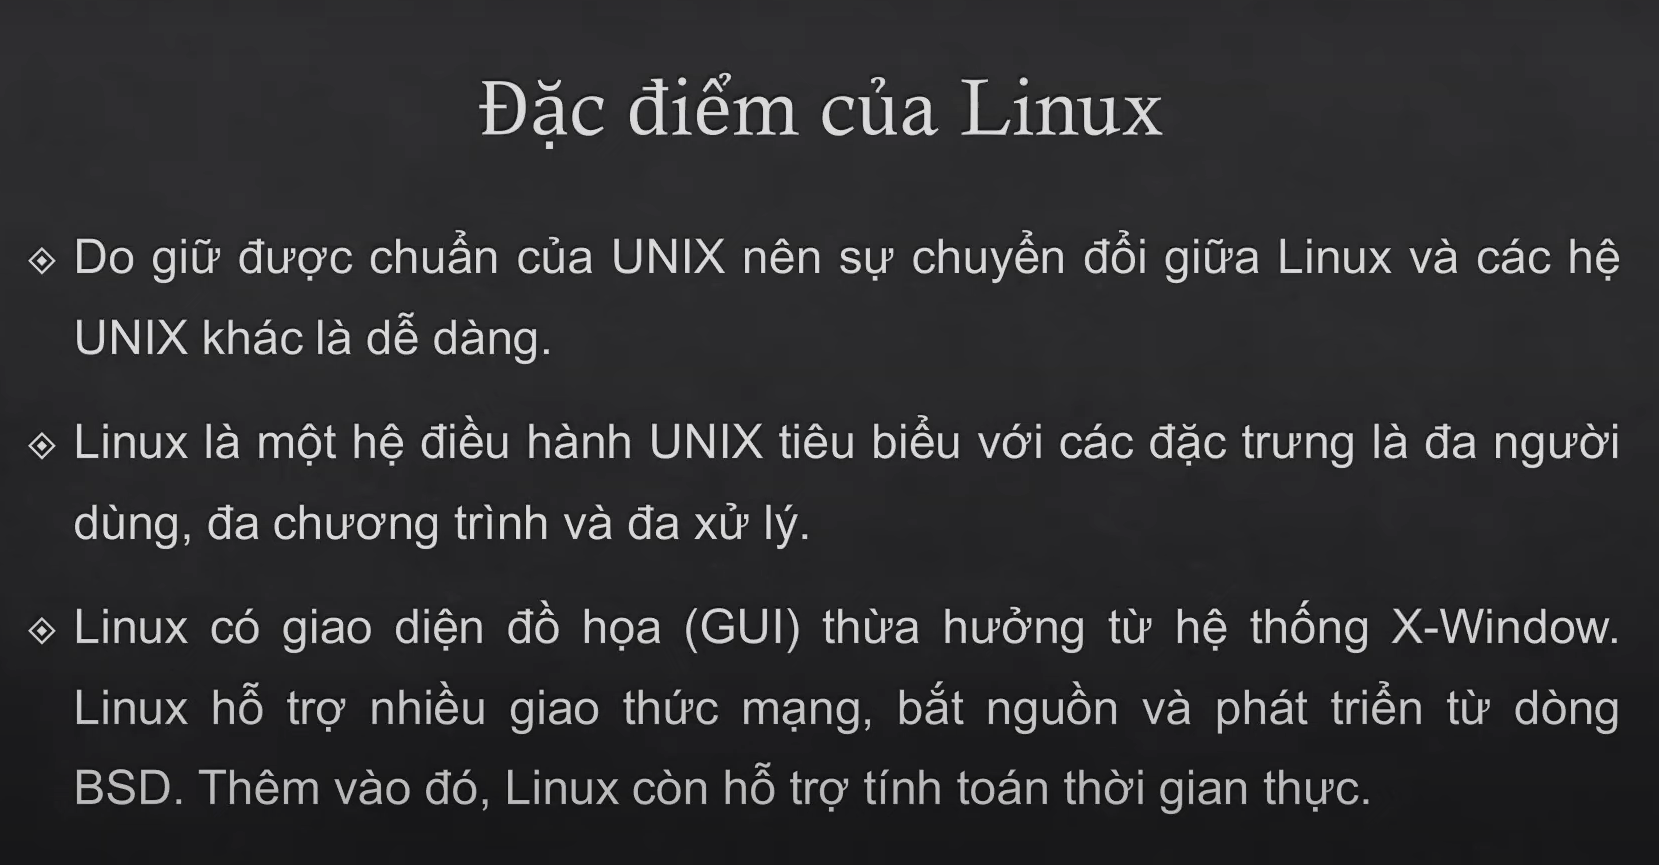 Đặc điểm của Linux
Do giữ được chuẩn của UNIX nên sự chuyển đổi giữa Linux và các hệ
UNIX khác là dễ dàng.
Linux là một hệ điều hành UNIX tiêu biểu với các đặc trưng là đa người
dùng, đa chương trình và đa xử lý.
Linux có giao diện đồ họa (GUI) thừa hưởng từ hệ thống X-Window.
Linux hỗ trợ nhiều giao thức mạng, bắt nguồn và phát triển từ dòng
BSD. Thêm vào đó, Linux còn hỗ trợ tính toán thời gian thực.